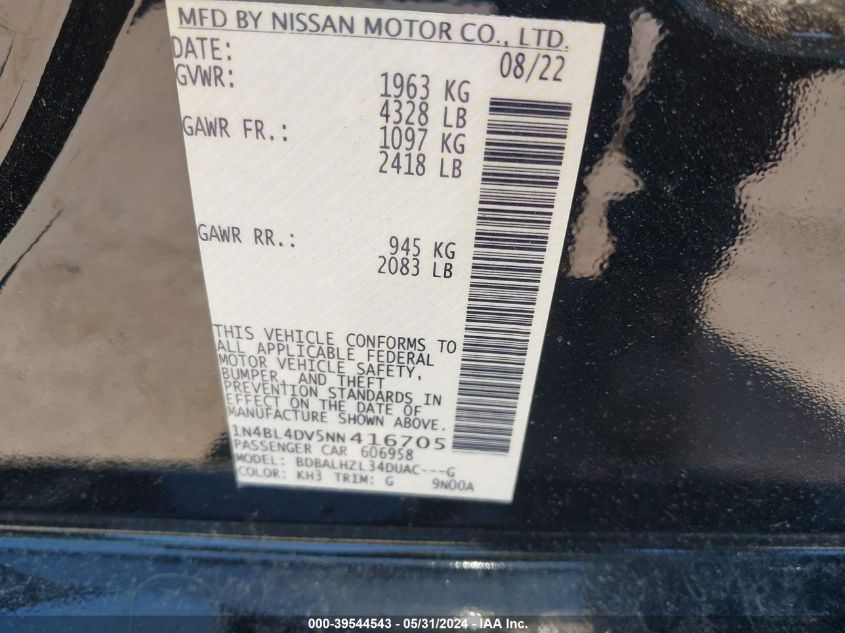 MFD BY NISSAN MOTOR CO., LTD.
DATE: 08/22
GVWR: 1963 KG
4328 LB
GAWR FR.: 1097 KG
2418 LB
GAWR RR.: 945 KG
2083 LB
THIS VEHICLE CONFORMS TO
ALL APPLICABLE FEDERAL
MOTOR VEHICLE SAFETY,
BUMPER, AND THEFT
PREVENTION STANDARDS IN
EFFECT ON THE DATE OF
MANUFACTURE SHOWN ABOVE.
1N4BL4DV5NN416705
PASSENGER CAR 606958
MODEL: BDBALHZL34DUAC---G
COLOR: KH3 TRIM: G 9N00A
000-39544543 - 05/31/2024 - IAA Inc.